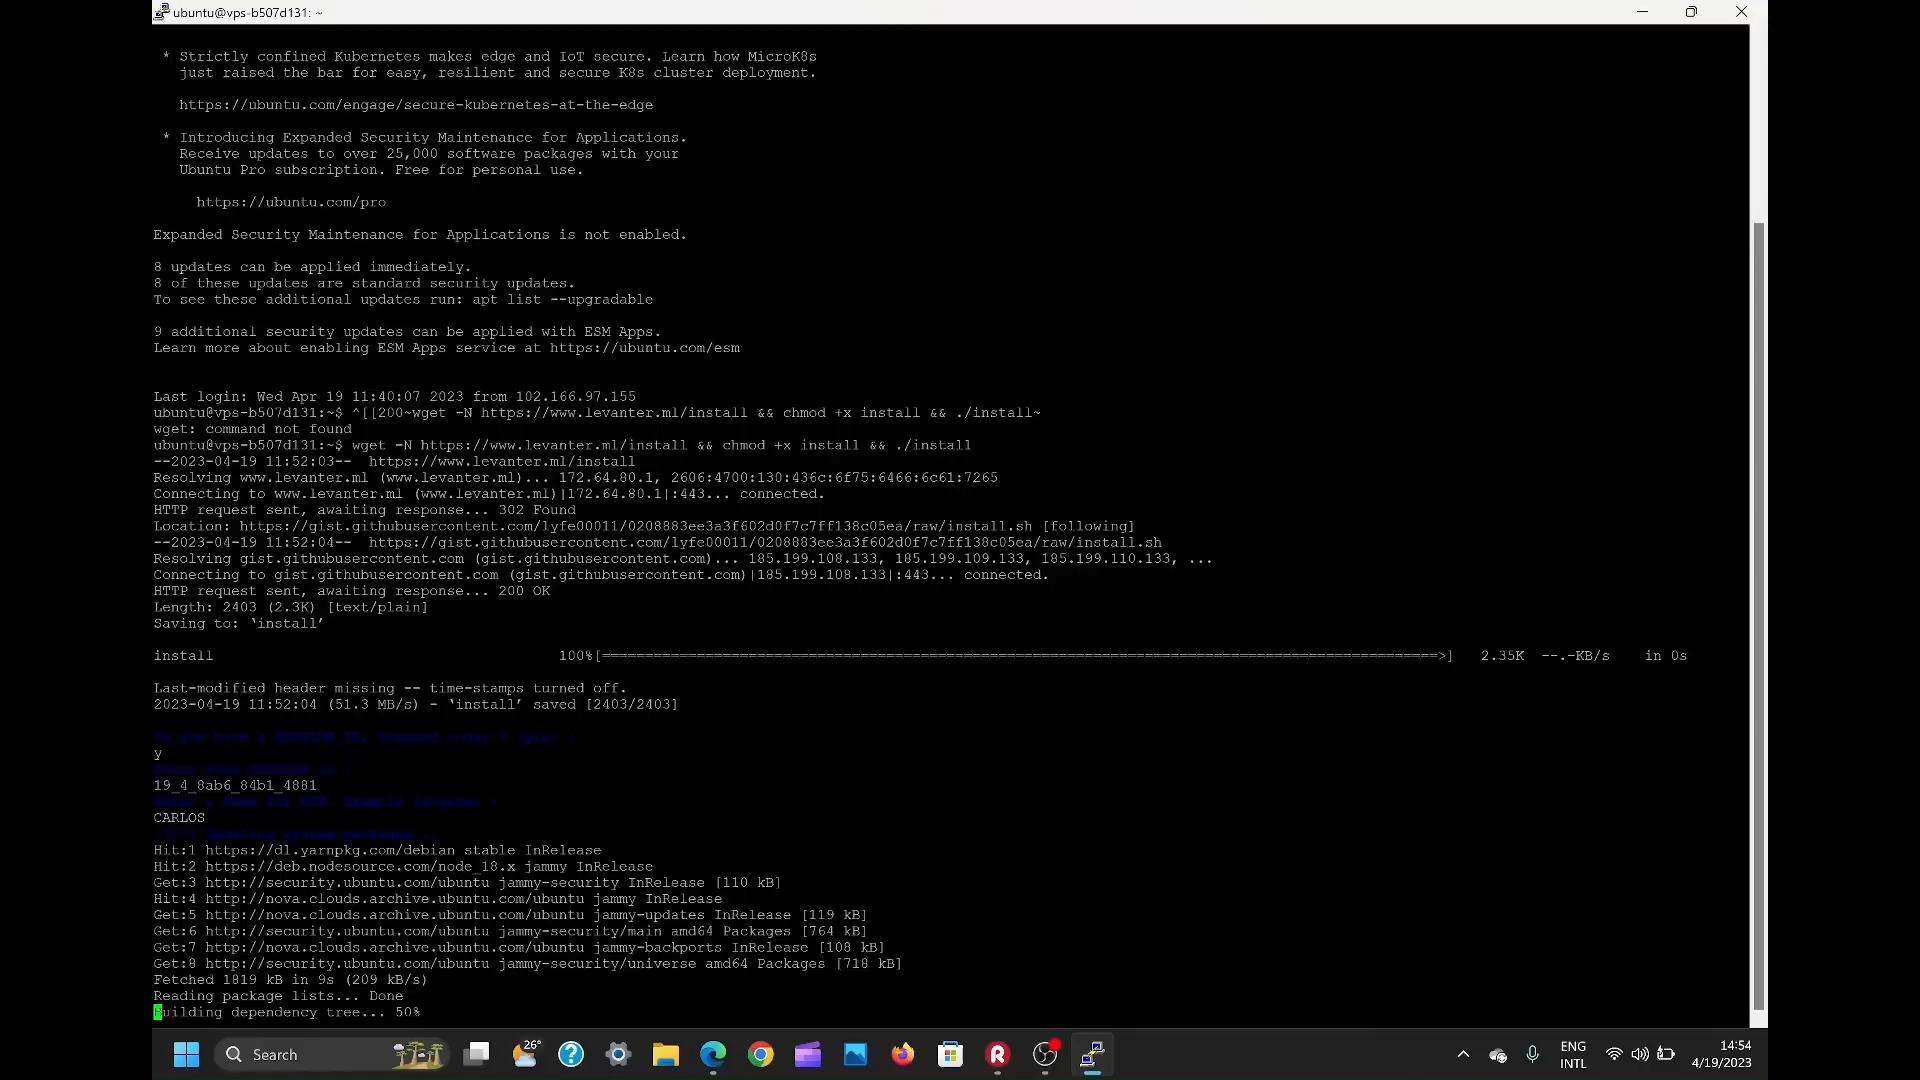 ubuntu@vps-b507d131: ~
* Strictly confined Kubernetes makes edge and IoT secure. Learn how MicroK8s
just raised the bar for easy, resilient and secure K8s cluster deployment.
https://ubuntu.com/engage/secure-kubernetes-at-the-edge
* Introducing Expanded Security Maintenance for Applications.
Receive updates to over 25,000 software packages with your
Ubuntu Pro subscription. Free for personal use.
https://ubuntu.com/pro
Expanded Security Maintenance for Applications is not enabled.
8 updates can be applied immediately.
8 of these updates are standard security updates.
To see these additional updates run: apt list --upgradable
9 additional security updates can be applied with ESM Apps.
Learn more about enabling ESM Apps service at https://ubuntu.com/esm
Last login: Wed Apr 19 11:40:07 2023 from 102.166.97.155
ubuntu@vps-b507d131:~$ ^[[200~wget -N https://www.levanter.ml/install && chmod +x install && ./install~
wget: command not found
ubuntu@vps-b507d131:~$ wget -N https://www.levanter.ml/install && chmod +x install && ./install
--2023-04-19 11:52:03--  https://www.levanter.ml/install
Resolving www.levanter.ml (www.levanter.ml)... 172.64.80.1, 2606:4700:130:436c:6f75:6466:6c61:7265
Connecting to www.levanter.ml (www.levanter.ml)|172.64.80.1|:443... connected.
HTTP request sent, awaiting response... 302 Found
Location: https://gist.githubusercontent.com/lyfe00011/0208883ee3a3f602d0f7c7ff138c05ea/raw/install.sh [following]
--2023-04-19 11:52:04--  https://gist.githubusercontent.com/lyfe00011/0208883ee3a3f602d0f7c7ff138c05ea/raw/install.sh
Resolving gist.githubusercontent.com (gist.githubusercontent.com)... 185.199.108.133, 185.199.109.133, 185.199.110.133, ...
Connecting to gist.githubusercontent.com (gist.githubusercontent.com)|185.199.108.133|:443... connected.
HTTP request sent, awaiting response... 200 OK
Length: 2403 (2.3K) [text/plain]
Saving to: ‘install’
install 100%[=================================================>] 2.35K --.-KB/s in 0s
Last-modified header missing -- time-stamps turned off.
2023-04-19 11:52:04 (51.3 MB/s) - ‘install’ saved [2403/2403]
y
19_4_8ab6_84b1_4881
CARLOS
Hit:1 https://dl.yarnpkg.com/debian stable InRelease
Hit:2 https://deb.nodesource.com/node_18.x jammy InRelease
Get:3 http://security.ubuntu.com/ubuntu jammy-security InRelease [110 kB]
Hit:4 http://nova.clouds.archive.ubuntu.com/ubuntu jammy InRelease
Get:5 http://nova.clouds.archive.ubuntu.com/ubuntu jammy-updates InRelease [119 kB]
Get:6 http://security.ubuntu.com/ubuntu jammy-security/main amd64 Packages [764 kB]
Get:7 http://nova.clouds.archive.ubuntu.com/ubuntu jammy-backports InRelease [108 kB]
Get:8 http://security.ubuntu.com/ubuntu jammy-security/universe amd64 Packages [718 kB]
Fetched 1819 kB in 9s (209 kB/s)
Reading package lists... Done
Building dependency tree... 50%
Search
26°
ENG
INTL
14:54
4/19/2023